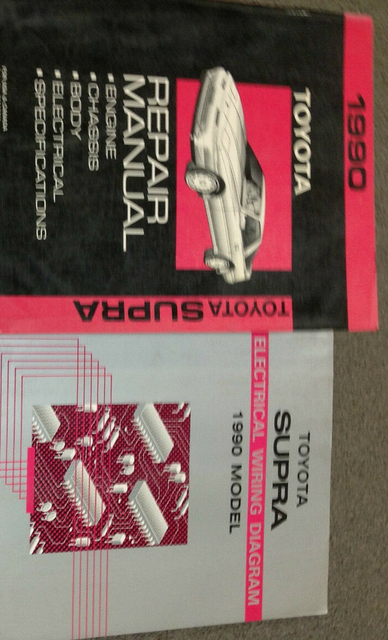 1990
TOYOTA
REPAIR
MANUAL
• ENGINE
• CHASSIS
• BODY
• ELECTRICAL
• SPECIFICATIONS
TOYOTA SUPRA
TOYOTA
SUPRA
ELECTRICAL WIRING DIAGRAM
1990 MODEL